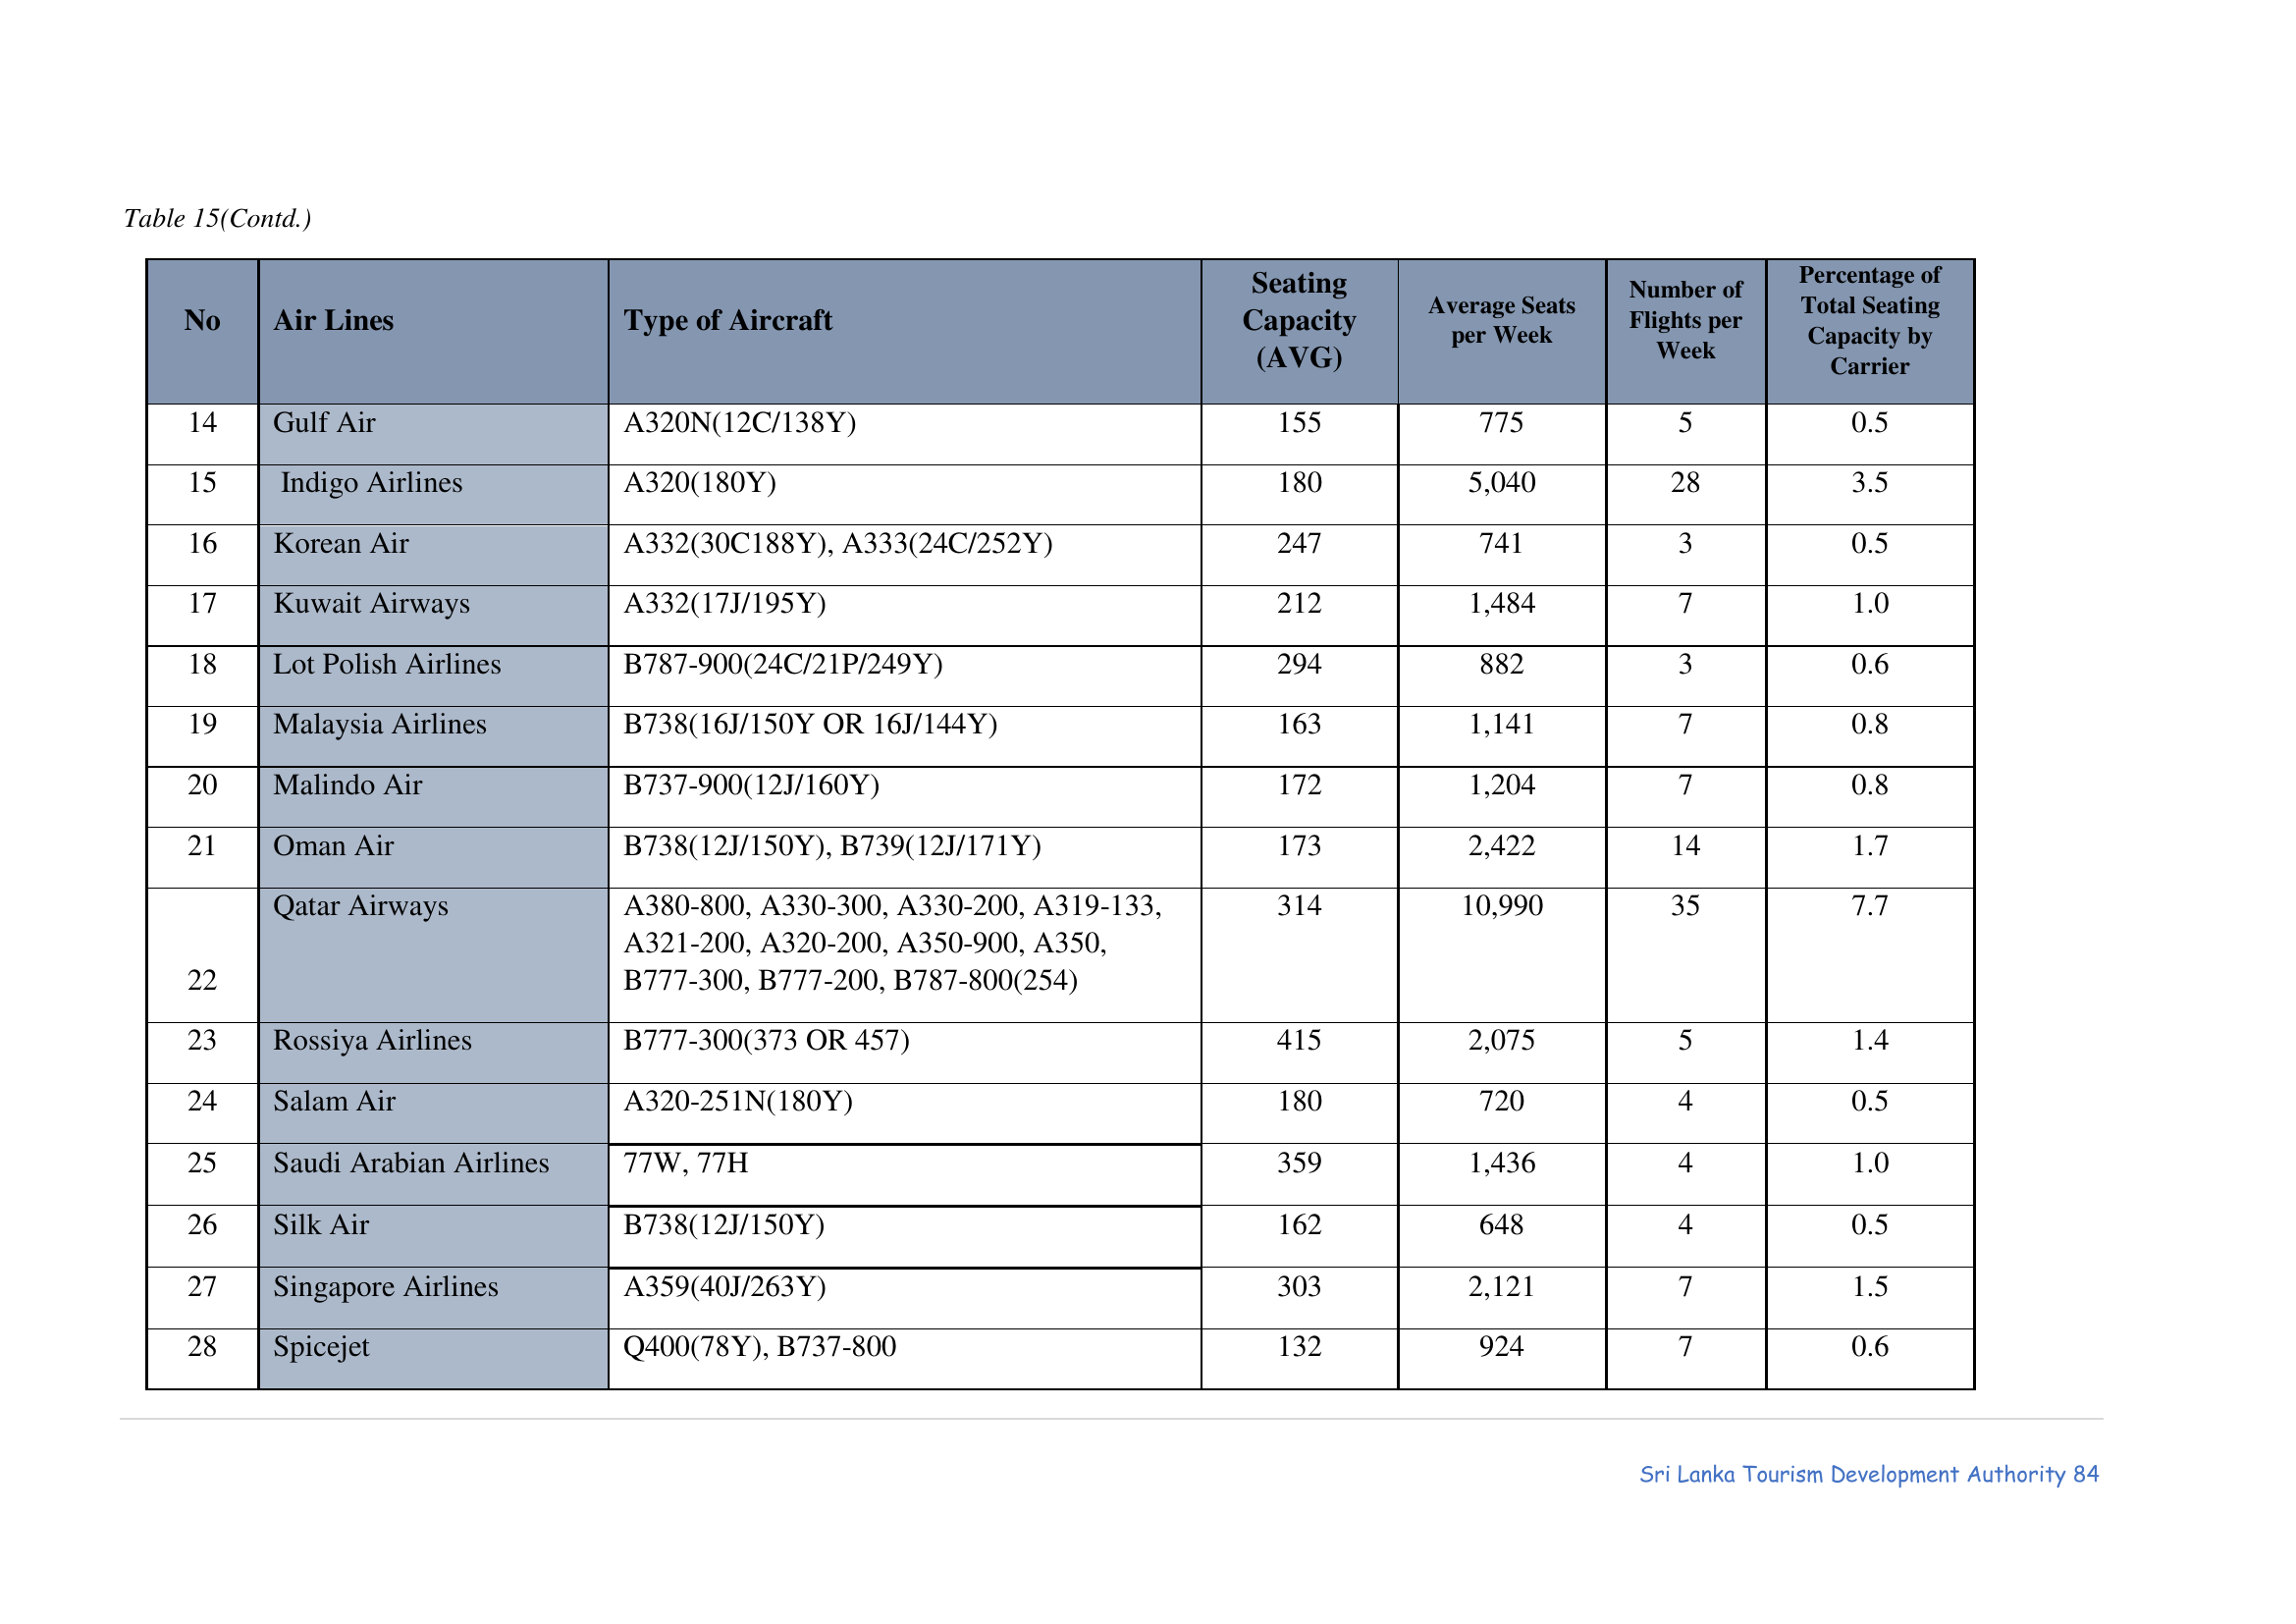 Table 15(Contd.)
No Air Lines Type of Aircraft Seating Capacity (AVG) Average Seats per Week Number of Flights per Week Percentage of Total Seating Capacity by Carrier
14 Gulf Air A320N(12C/138Y) 155 775 5 0.5
15 Indigo Airlines A320(180Y) 180 5,040 28 3.5
16 Korean Air A332(30C188Y), A333(24C/252Y) 247 741 3 0.5
17 Kuwait Airways A332(17J/195Y) 212 1,484 7 1.0
18 Lot Polish Airlines B787-900(24C/21P/249Y) 294 882 3 0.6
19 Malaysia Airlines B738(16J/150Y OR 16J/144Y) 163 1,141 7 0.8
20 Malindo Air B737-900(12J/160Y) 172 1,204 7 0.8
21 Oman Air B738(12J/150Y), B739(12J/171Y) 173 2,422 14 1.7
Qatar Airways A380-800, A330-300, A330-200, A319-133, 314 10,990 35 7.7
A321-200, A320-200, A350-900, A350,
22 B777-300, B777-200, B787-800(254)
23 Rossiya Airlines B777-300(373 OR 457) 415 2,075 5 1.4
24 Salam Air A320-251N(180Y) 180 720 4 0.5
25 Saudi Arabian Airlines 77W, 77H 359 1,436 4 1.0
26 Silk Air B738(12J/150Y) 162 648 4 0.5
27 Singapore Airlines A359(40J/263Y) 303 2,121 7 1.5
28 Spicejet Q400(78Y), B737-800 132 924 7 0.6
Sri Lanka Tourism Development Authority 84